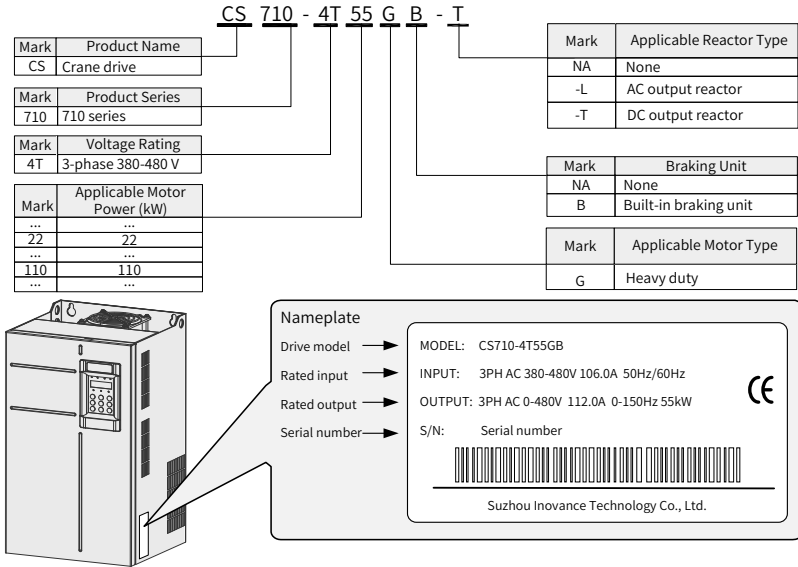 CS 710 - 4T 55 G B - T
Mark Product Name
CS Crane drive
Mark Product Series
710 710 series
Mark Voltage Rating
4T 3-phase 380-480 V
Mark Applicable Motor Power (kW)
... ...
22 22
... ...
110 110
... ...
Mark Applicable Reactor Type
NA None
-L AC output reactor
-T DC output reactor
Mark Braking Unit
NA None
B Built-in braking unit
Mark Applicable Motor Type
G Heavy duty
Nameplate
Drive model
Rated input
Rated output
Serial number
MODEL: CS710-4T55GB
INPUT: 3PH AC 380-480V 106.0A 50Hz/60Hz
OUTPUT: 3PH AC 0-480V 112.0A 0-150Hz 55kW
S/N: Serial number
CE
Suzhou Inovance Technology Co., Ltd.